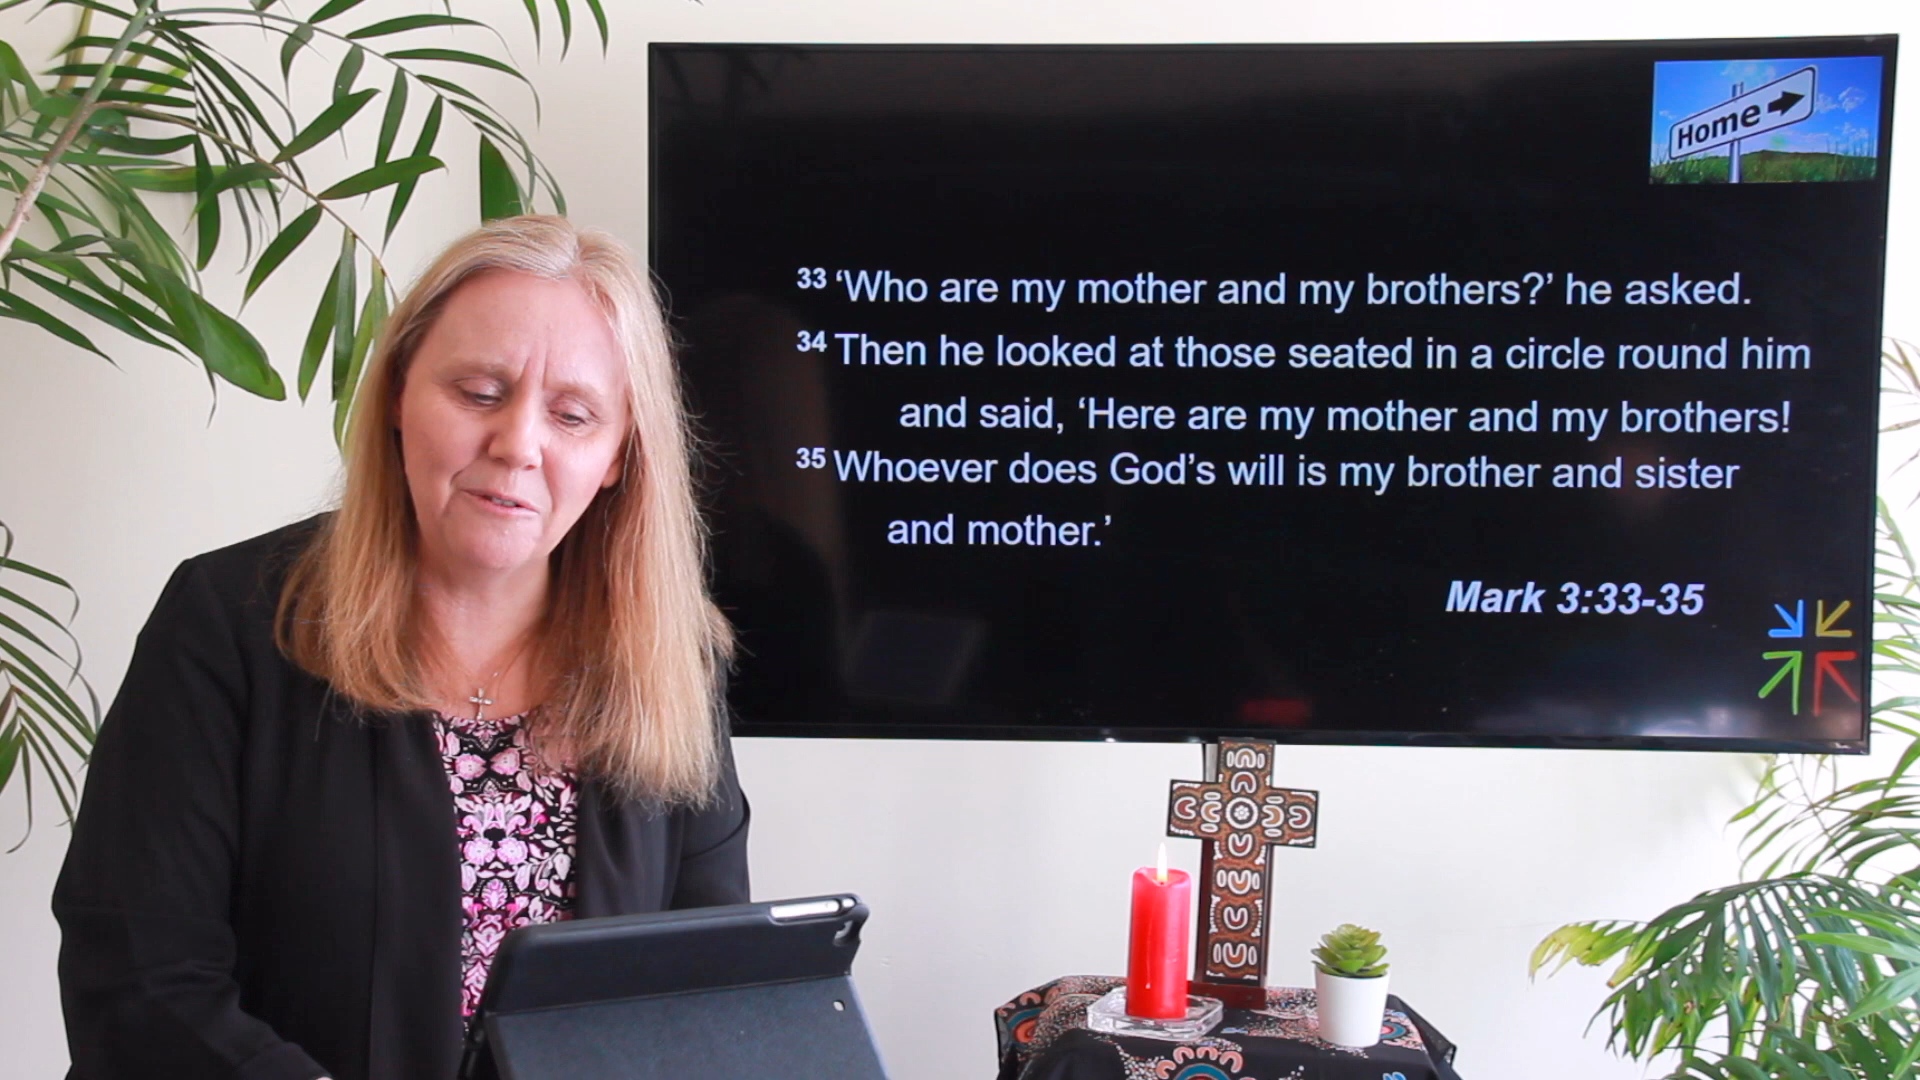 Home
33 ‘Who are my mother and my brothers?’ he asked.
34 Then he looked at those seated in a circle round him
and said, ‘Here are my mother and my brothers!
35 Whoever does God’s will is my brother and sister
and mother.’
Mark 3:33-35